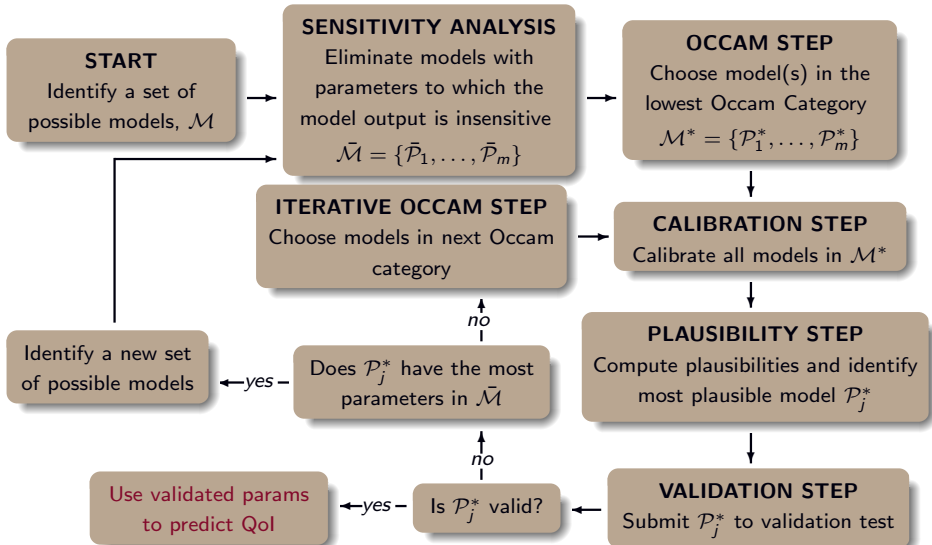 START
Identify a set of
possible models, ℳ
SENSITIVITY ANALYSIS
Eliminate models with
parameters to which the
model output is insensitive
ℳ̄ = {𝒫̄₁, . . . , 𝒫̄ₘ}
OCCAM STEP
Choose model(s) in the
lowest Occam Category
ℳ* = {𝒫₁*, . . . , 𝒫ₘ*}
ITERATIVE OCCAM STEP
Choose models in next Occam
category
CALIBRATION STEP
Calibrate all models in ℳ*
no
Identify a new set
of possible models
yes
Does 𝒫ⱼ* have the most
parameters in ℳ̄
PLAUSIBILITY STEP
Compute plausibilities and identify
most plausible model 𝒫ⱼ*
no
Use validated params
to predict QoI
yes
Is 𝒫ⱼ* valid?
VALIDATION STEP
Submit 𝒫ⱼ* to validation test